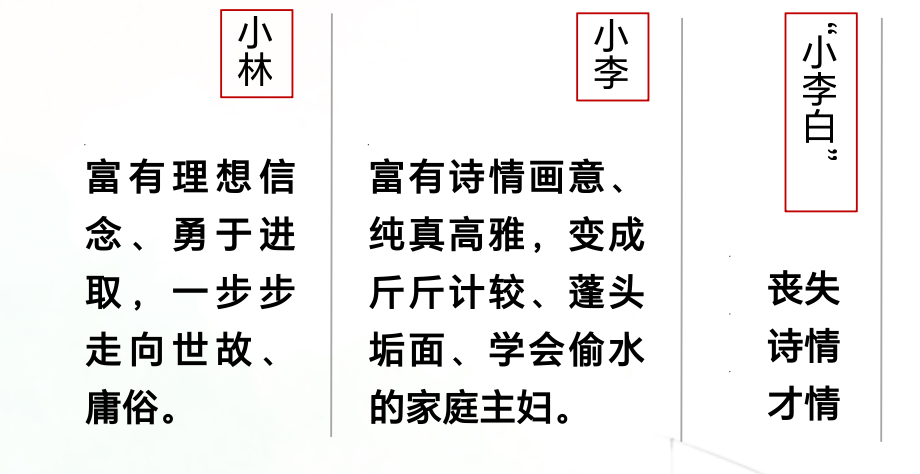 小林
富有理想信
念、勇于进
取，一步步
走向世故、
庸俗。
小李
富有诗情画意、
纯真高雅，变成
斤斤计较、蓬头
垢面、学会偷水
的家庭主妇。
“小李白”
丧失
诗情
才情